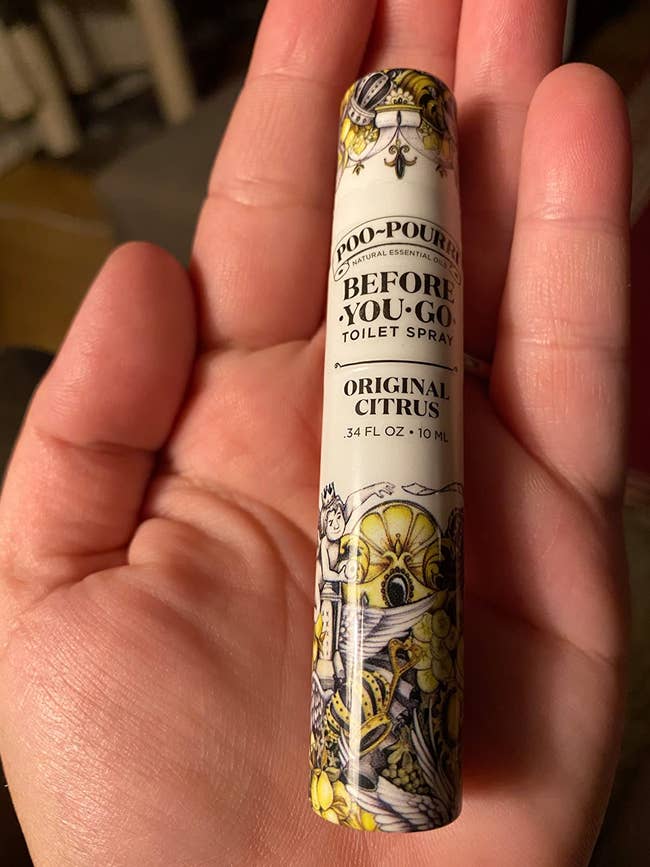 POO~POURRI
NATURAL ESSENTIAL OILS
BEFORE
·YOU·GO·
TOILET SPRAY
ORIGINAL
CITRUS
.34 FL OZ • 10 ML